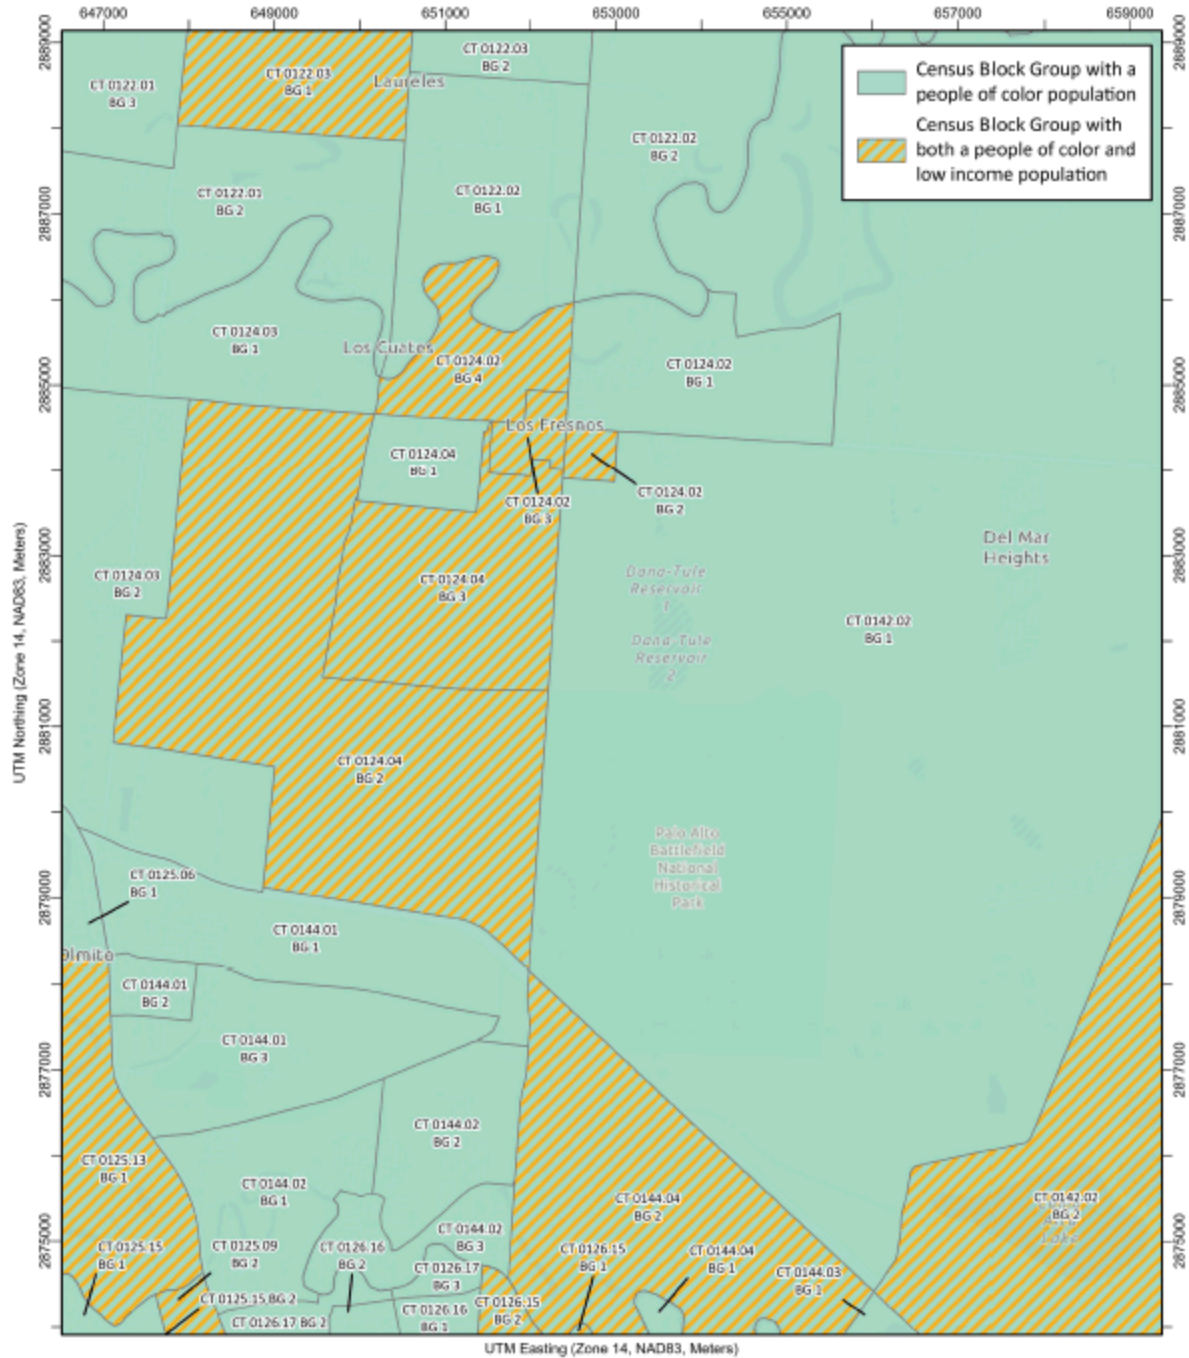 647000 649000 651000 653000 655000 657000 659000
2889000
2889000
2887000
2887000
2885000
2885000
2883000
2883000
2881000
2881000
2879000
2879000
2877000
2877000
2875000
2875000
UTM Northing (Zone 14, NAD83, Meters)
UTM Easting (Zone 14, NAD83, Meters)
Census Block Group with a
people of color population
Census Block Group with
both a people of color and
low income population
CT 0122.03
BG 2
CT 0122.03
BG 1
Laureles
CT 0122.01
BG 3
CT 0122.02
BG 2
CT 0122.01
BG 2
CT 0122.02
BG 1
CT 0124.03
BG 1
Los Cuates
CT 0124.02
BG 4
CT 0124.02
BG 1
Los Fresnos
CT 0124.04
BG 1
CT 0124.02
BG 3
CT 0124.02
BG 2
Del Mar
Heights
CT 0124.03
BG 2
CT 0124.04
BG 3
Dana-Tule
Reservoir
1
CT 0142.02
BG 1
Dana-Tule
Reservoir
2
CT 0124.04
BG 2
Palo Alto
Battlefield
National
Historical
Park
CT 0125.06
BG 1
CT 0144.01
BG 1
Olmito
CT 0144.01
BG 2
CT 0144.01
BG 3
CT 0144.02
BG 2
CT 0125.13
BG 1
CT 0144.02
BG 1
CT 0144.04
BG 2
CT 0142.02
BG 2
Lake
CT 0125.15
BG 1
CT 0125.09
BG 2
CT 0126.16
BG 2
CT 0144.02
BG 3
CT 0126.17
BG 3
CT 0126.15
BG 1
CT 0144.04
BG 1
CT 0144.03
BG 1
CT 0125.15 BG 2
CT 0126.17 BG 2
CT 0126.16
BG 1
CT 0126.15
BG 2